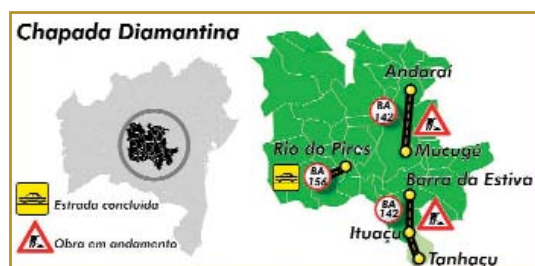 Chapada Diamantina
Andaraí
BA
142
Rio do Pires
Mucugê
BA
156
Barra da Estiva
BA
142
Ituaçu
Tanhaçu
Estrada concluída
Obra em andamento